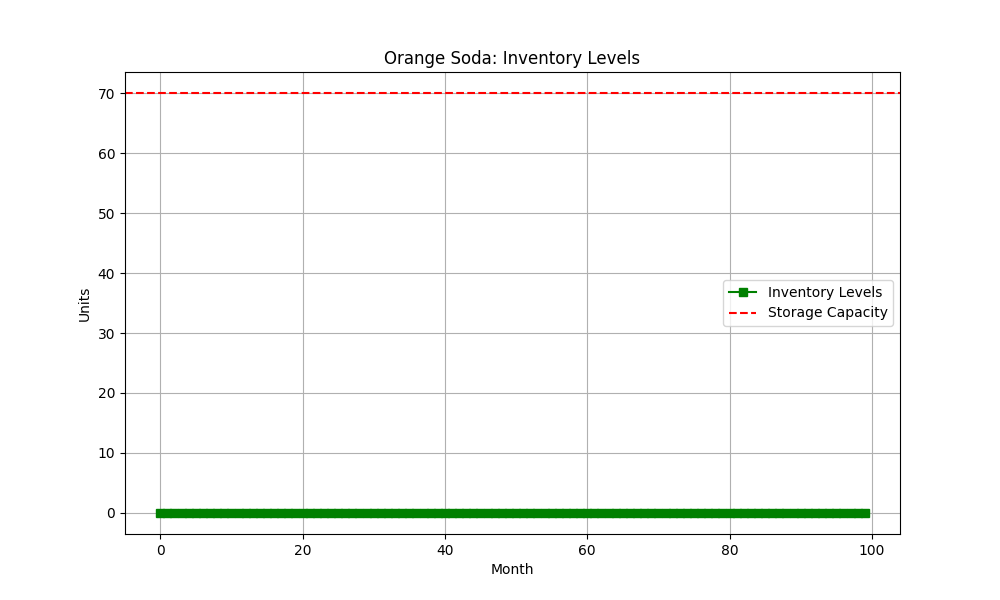 Orange Soda: Inventory Levels
70
60
50
40
30
20
10
0
Units
Inventory Levels
Storage Capacity
0 20 40 60 80 100
Month